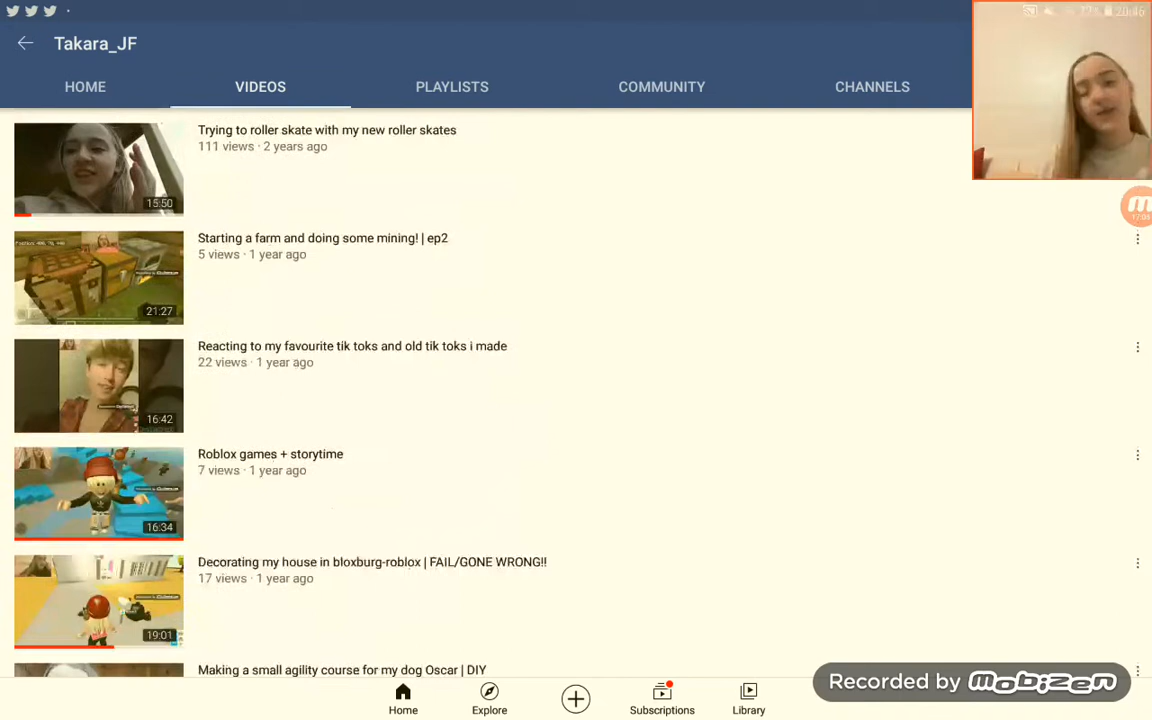 Takara_JF
20:46
HOME
VIDEOS
PLAYLISTS
COMMUNITY
CHANNELS
Trying to roller skate with my new roller skates
111 views · 2 years ago
15:50
Starting a farm and doing some mining! | ep2
5 views · 1 year ago
21:27
Reacting to my favourite tik toks and old tik toks i made
22 views · 1 year ago
16:42
Roblox games + storytime
7 views · 1 year ago
16:34
Decorating my house in bloxburg-roblox | FAIL/GONE WRONG!!
17 views · 1 year ago
19:01
Making a small agility course for my dog Oscar | DIY
Recorded by mobizen
Home
Explore
Subscriptions
Library